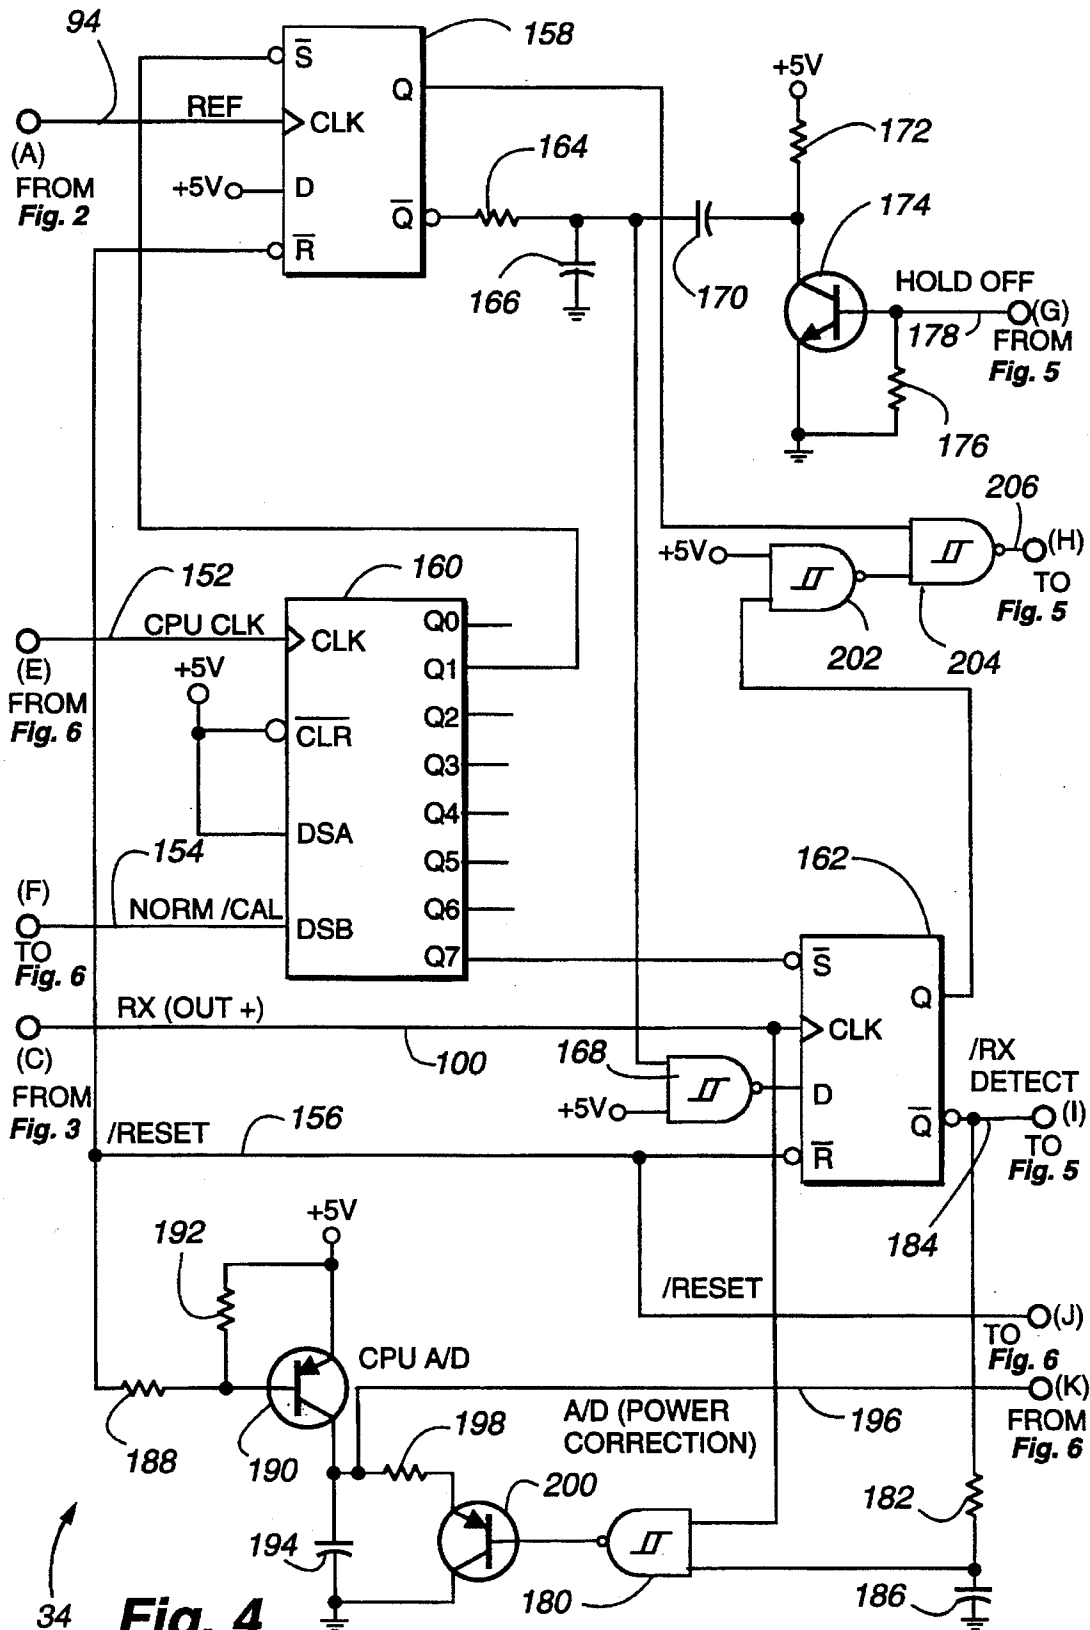 94
158
S
Q
+5V
REF
CLK
(A)
FROM
Fig. 2
172
164
+5V
D
174
Q
R
HOLD OFF
166
170
(G)
178
FROM
Fig. 5
176
206
(H)
TO
Fig. 5
+5V
152
160
CPU CLK
CLK
Q0
202
204
(E)
FROM
Fig. 6
+5V
Q1
Q2
CLR
Q3
Q4
DSA
154
Q5
162
(F)
NORM /CAL
Q6
DSB
TO
Fig. 6
Q7
S
Q
RX (OUT +)
CLK
(C)
100
168
/RX
DETECT
FROM
Fig. 3
D
+5V
156
Q
(I)
/RESET
TO
Fig. 5
R
+5V
192
184
/RESET
(J)
TO
Fig. 6
CPU A/D
(K)
A/D (POWER
CORRECTION)
196
FROM
Fig. 6
198
188
190
200
182
194
180
186
34
Fig. 4